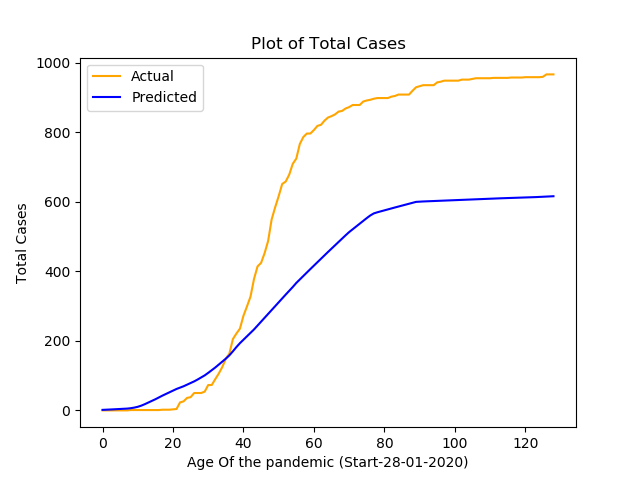 Plot of Total Cases
Actual
Predicted
1000
800
600
400
200
0
Total Cases
0 20 40 60 80 100 120
Age Of the pandemic (Start-28-01-2020)